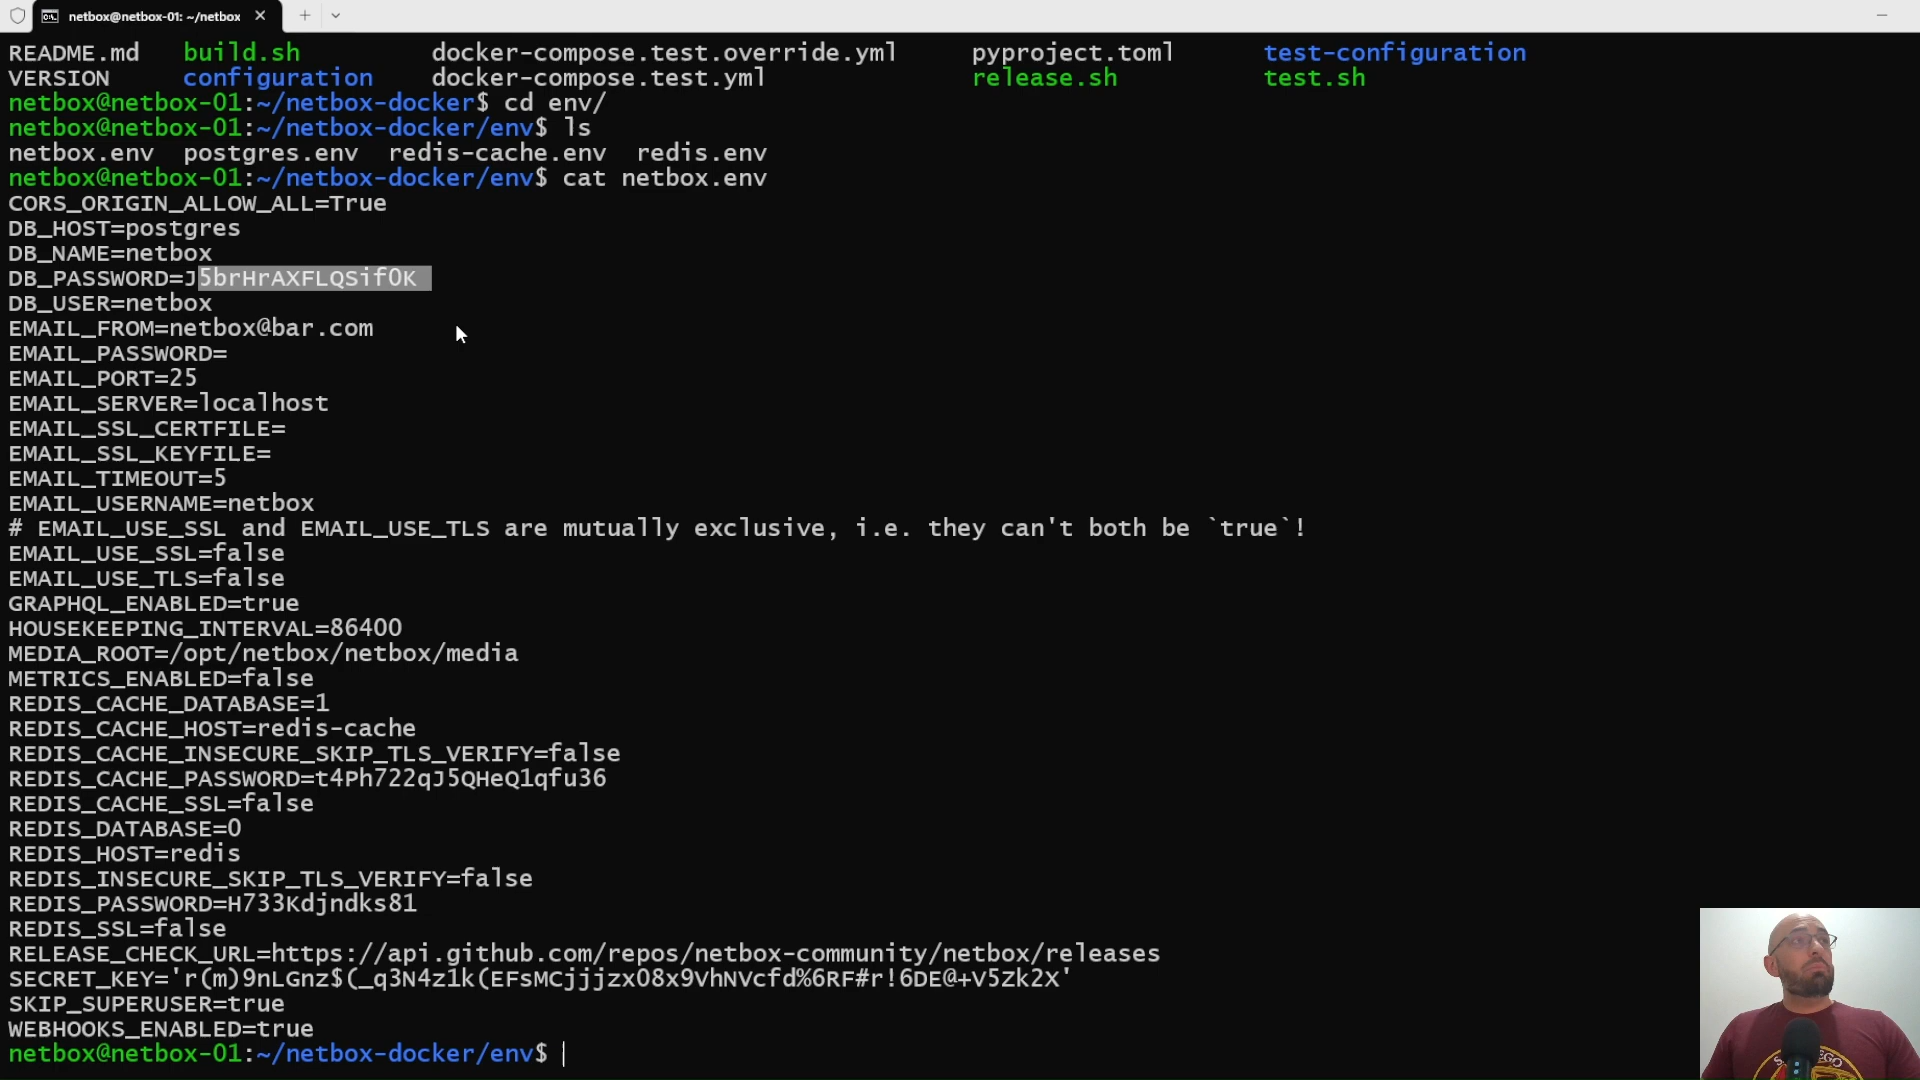 netbox@netbox-01: ~/netbox
README.md build.sh docker-compose.test.override.yml pyproject.toml test-configuration
VERSION configuration docker-compose.test.yml release.sh test.sh
netbox@netbox-01:~/netbox-docker$ cd env/
netbox@netbox-01:~/netbox-docker/env$ ls
netbox.env postgres.env redis-cache.env redis.env
netbox@netbox-01:~/netbox-docker/env$ cat netbox.env
CORS_ORIGIN_ALLOW_ALL=True
DB_HOST=postgres
DB_NAME=netbox
DB_PASSWORD=J5brHrAXFLQSif0K
DB_USER=netbox
EMAIL_FROM=netbox@bar.com
EMAIL_PASSWORD=
EMAIL_PORT=25
EMAIL_SERVER=localhost
EMAIL_SSL_CERTFILE=
EMAIL_SSL_KEYFILE=
EMAIL_TIMEOUT=5
EMAIL_USERNAME=netbox
# EMAIL_USE_SSL and EMAIL_USE_TLS are mutually exclusive, i.e. they can't both be `true`!
EMAIL_USE_SSL=false
EMAIL_USE_TLS=false
GRAPHQL_ENABLED=true
HOUSEKEEPING_INTERVAL=86400
MEDIA_ROOT=/opt/netbox/netbox/media
METRICS_ENABLED=false
REDIS_CACHE_DATABASE=1
REDIS_CACHE_HOST=redis-cache
REDIS_CACHE_INSECURE_SKIP_TLS_VERIFY=false
REDIS_CACHE_PASSWORD=t4Ph722qJ5QHeQ1qfu36
REDIS_CACHE_SSL=false
REDIS_DATABASE=0
REDIS_HOST=redis
REDIS_INSECURE_SKIP_TLS_VERIFY=false
REDIS_PASSWORD=H733Kdjndks81
REDIS_SSL=false
RELEASE_CHECK_URL=https://api.github.com/repos/netbox-community/netbox/releases
SECRET_KEY='r(m)9nLGnz$(_q3N4z1k(EFsMCjjjzx08x9VhNVcfd%6RF#r!6DE@+V5Zk2X'
SKIP_SUPERUSER=true
WEBHOOKS_ENABLED=true
netbox@netbox-01:~/netbox-docker/env$